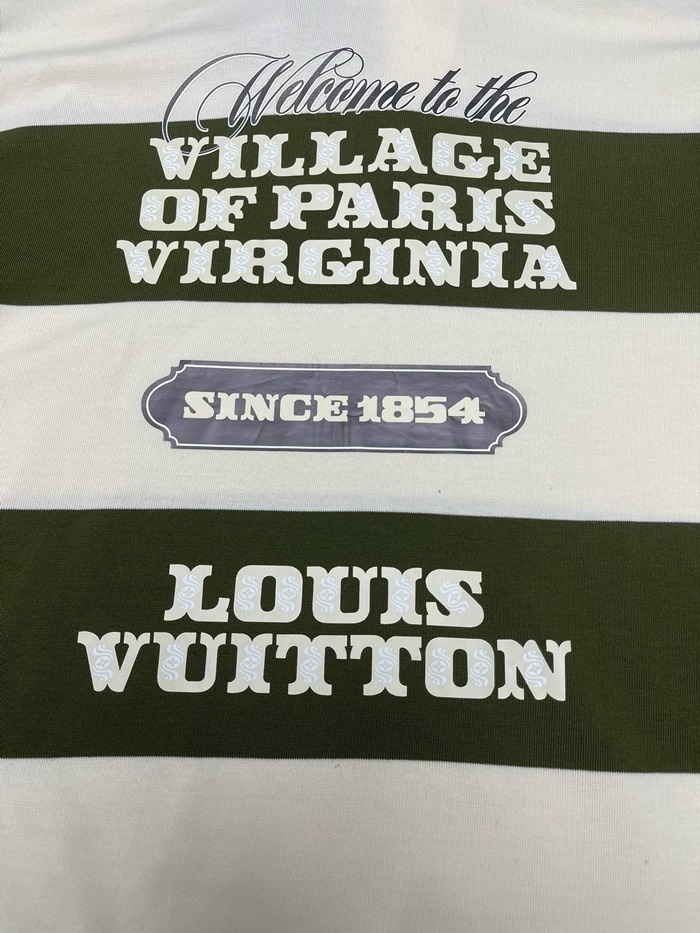 Welcome to the
VILLAGE
OF PARIS
VIRGINIA
SINCE 1854
LOUIS
VUITTON